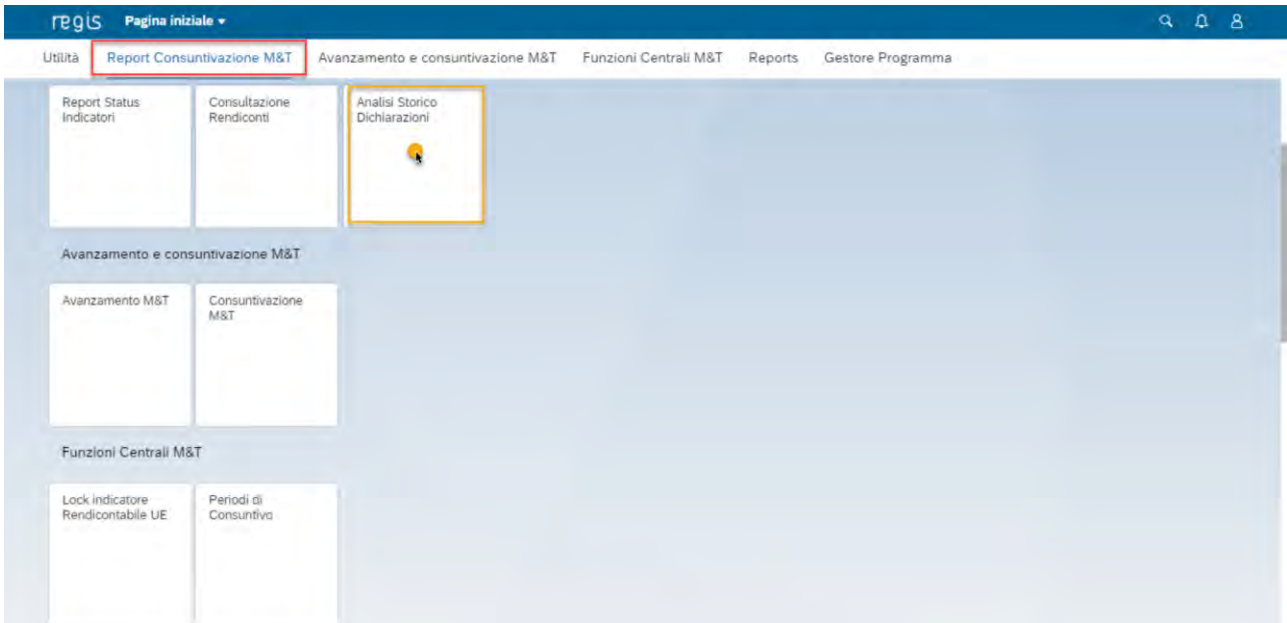 regis Pagina iniziale
Utilità Report Consuntivazione M&T Avanzamento e consuntivazione M&T Funzioni Centrali M&T Reports Gestore Programma
Report Status
Indicatori
Consultazione
Rendiconti
Analisi Storico
Dichiarazioni
Avanzamento e consuntivazione M&T
Avanzamento M&T
Consuntivazione
M&T
Funzioni Centrali M&T
Lock indicatore
Rendicontabile UE
Periodi di
Consuntivo